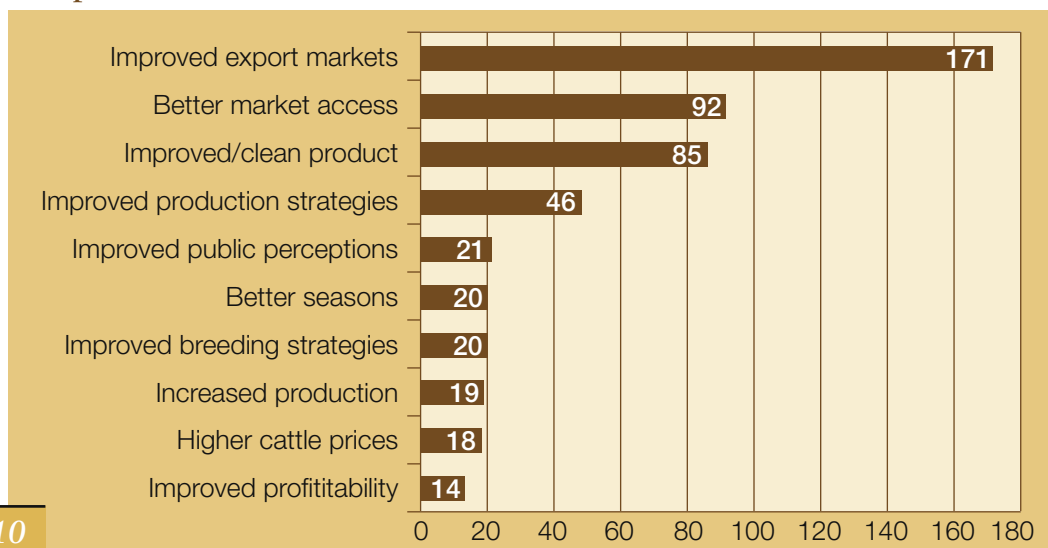 Improved export markets 171
Better market access 92
Improved/clean product 85
Improved production strategies 46
Improved public perceptions 21
Better seasons 20
Improved breeding strategies 20
Increased production 19
Higher cattle prices 18
Improved profititability 14
0 20 40 60 80 100 120 140 160 180
10